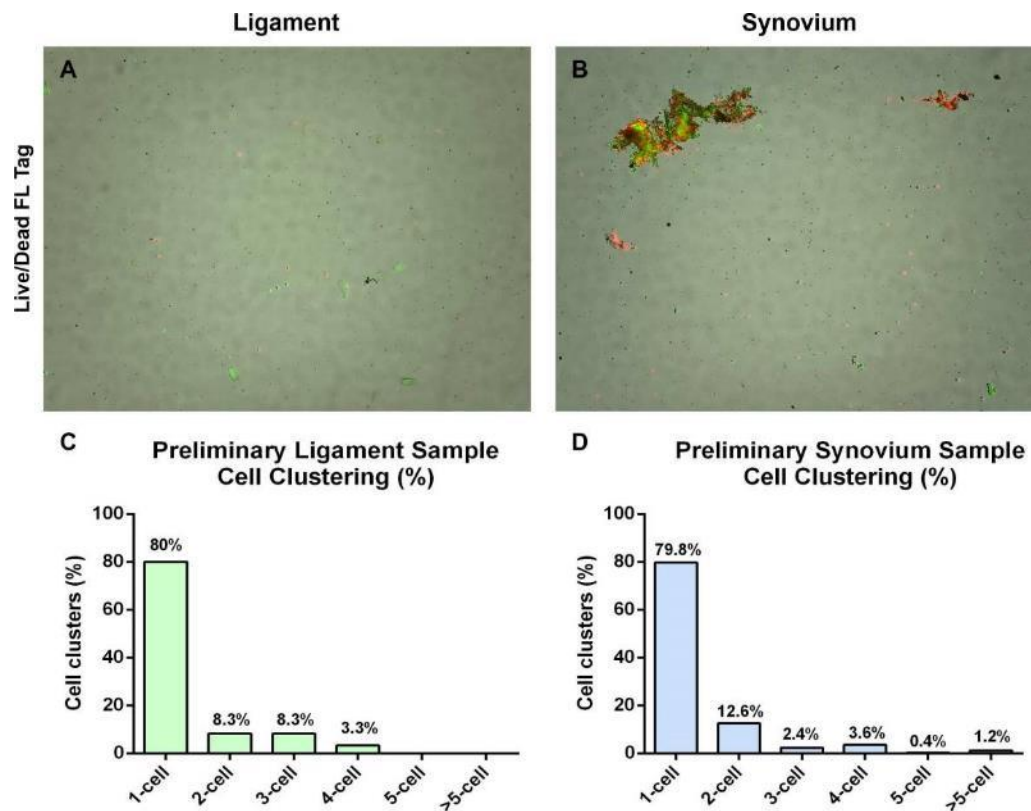 Ligament
Synovium
Live/Dead FL Tag
A
B
C
Preliminary Ligament Sample
Cell Clustering (%)
Cell clusters (%)
100
80
60
40
20
0
80%
8.3%
8.3%
3.3%
1-cell
2-cell
3-cell
4-cell
5-cell
>5-cell
D
Preliminary Synovium Sample
Cell Clustering (%)
Cell clusters (%)
100
80
60
40
20
0
79.8%
12.6%
2.4%
3.6%
0.4%
1.2%
1-cell
2-cell
3-cell
4-cell
5-cell
>5-cell